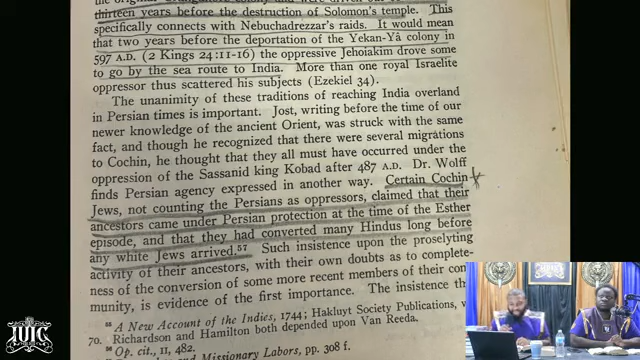 thirteen years before the destruction of Solomon's temple. This
specifically connects with Nebuchadrezzar's raids. It would mean
that two years before the deportation of the Yekan-Yâ colony in
597 A.D. (2 Kings 24:11-16) the oppressive Jehoiakim drove some
to go by the sea route to India. More than one royal Israelite
oppressor thus scattered his subjects (Ezekiel 34).
The unanimity of these traditions of reaching India overland
in Persian times is important. Jost, writing before the time of our
newer knowledge of the ancient Orient, was struck with the same
fact, and though he recognized that there were several migrations
to Cochin, he thought that they all must have occurred under the
oppression of the Sassanid king Kobad after 487 A.D. Dr. Wolff
finds Persian agency expressed in another way. Certain Cochin
Jews, not counting the Persians as oppressors, claimed that their
ancestors came under Persian protection at the time of the Esther
episode, and that they had converted many Hindus long before
any white Jews arrived.57 Such insistence upon the proselyting
activity of their ancestors, with their own doubts as to complete-
ness of the conversion of some more recent members of their com
munity, is evidence of the first importance. The insistence th
A New Account of the Indies, 1744; Hakluyt Society Publications, v
70. Richardson and Hamilton both depended upon Van Reeda.
56 Op. cit., II, 482.
and Missionary Labors, pp. 308 f.
IUIC